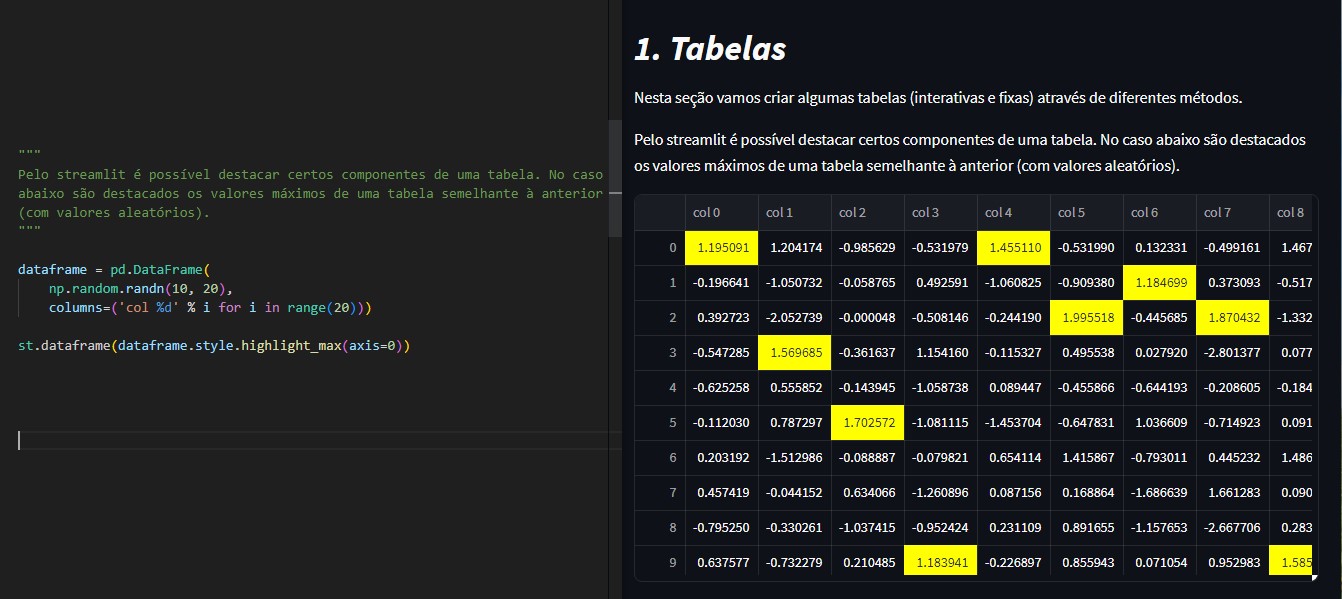 """
Pelo streamlit é possível destacar certos componentes de uma tabela. No caso
abaixo são destacados os valores máximos de uma tabela semelhante à anterior
(com valores aleatórios).
"""
dataframe = pd.DataFrame(
    np.random.randn(10, 20),
    columns=('col %d' % i for i in range(20)))
st.dataframe(dataframe.style.highlight_max(axis=0))
1. Tabelas
Nesta seção vamos criar algumas tabelas (interativas e fixas) através de diferentes métodos.
Pelo streamlit é possível destacar certos componentes de uma tabela. No caso abaixo são destacados
os valores máximos de uma tabela semelhante à anterior (com valores aleatórios).
col 0 col 1 col 2 col 3 col 4 col 5 col 6 col 7 col 8
0 1.195091 1.204174 -0.985629 -0.531979 1.455110 -0.531990 0.132331 -0.499161 1.467
1 -0.196641 -1.050732 -0.058765 0.492591 -1.060825 -0.909380 1.184699 0.373093 -0.517
2 0.392723 -2.052739 -0.000048 -0.508146 -0.244190 1.995518 -0.445685 1.870432 -1.332
3 -0.547285 1.569685 -0.361637 1.154160 -0.115327 0.495538 0.027920 -2.801377 0.077
4 -0.625258 0.555852 -0.143945 -1.058738 0.089447 -0.455866 -0.644193 -0.208605 -0.184
5 -0.112030 0.787297 1.702572 -1.081115 -1.453704 -0.647831 1.036609 -0.714923 0.091
6 0.203192 -1.512986 -0.088887 -0.079821 0.654114 1.415867 -0.793011 0.445232 1.486
7 0.457419 -0.044152 0.634066 -1.260896 0.087156 0.168864 -1.686639 1.661283 0.090
8 -0.795250 -0.330261 -1.037415 -0.952424 0.231109 0.891655 -1.157653 -2.667706 0.283
9 0.637577 -0.732279 0.210485 1.183941 -0.226897 0.855943 0.071054 0.952983 1.585